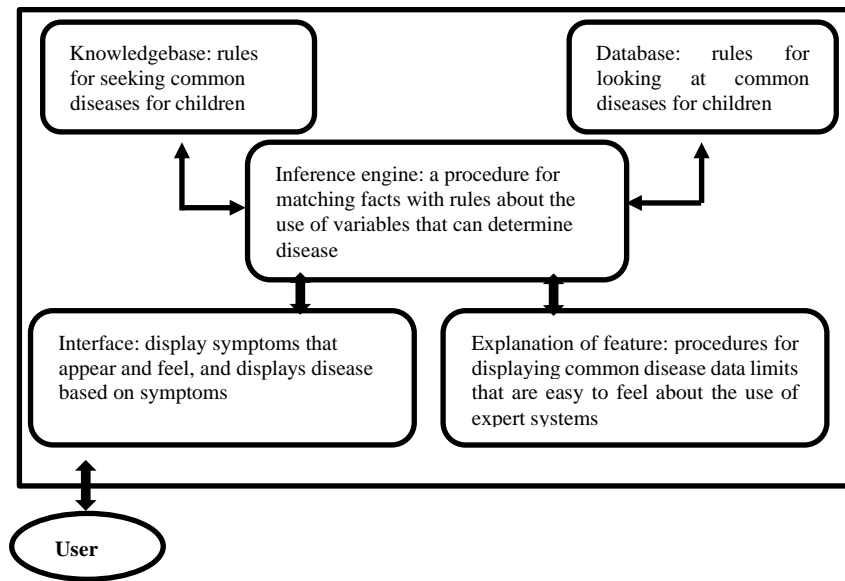 Knowledgebase: rules
for seeking common
diseases for children
Database: rules for
looking at common
diseases for children
Inference engine: a procedure for
matching facts with rules about the
use of variables that can determine
disease
Interface: display symptoms that
appear and feel, and displays disease
based on symptoms
Explanation of feature: procedures for
displaying common disease data limits
that are easy to feel about the use of
expert systems
User